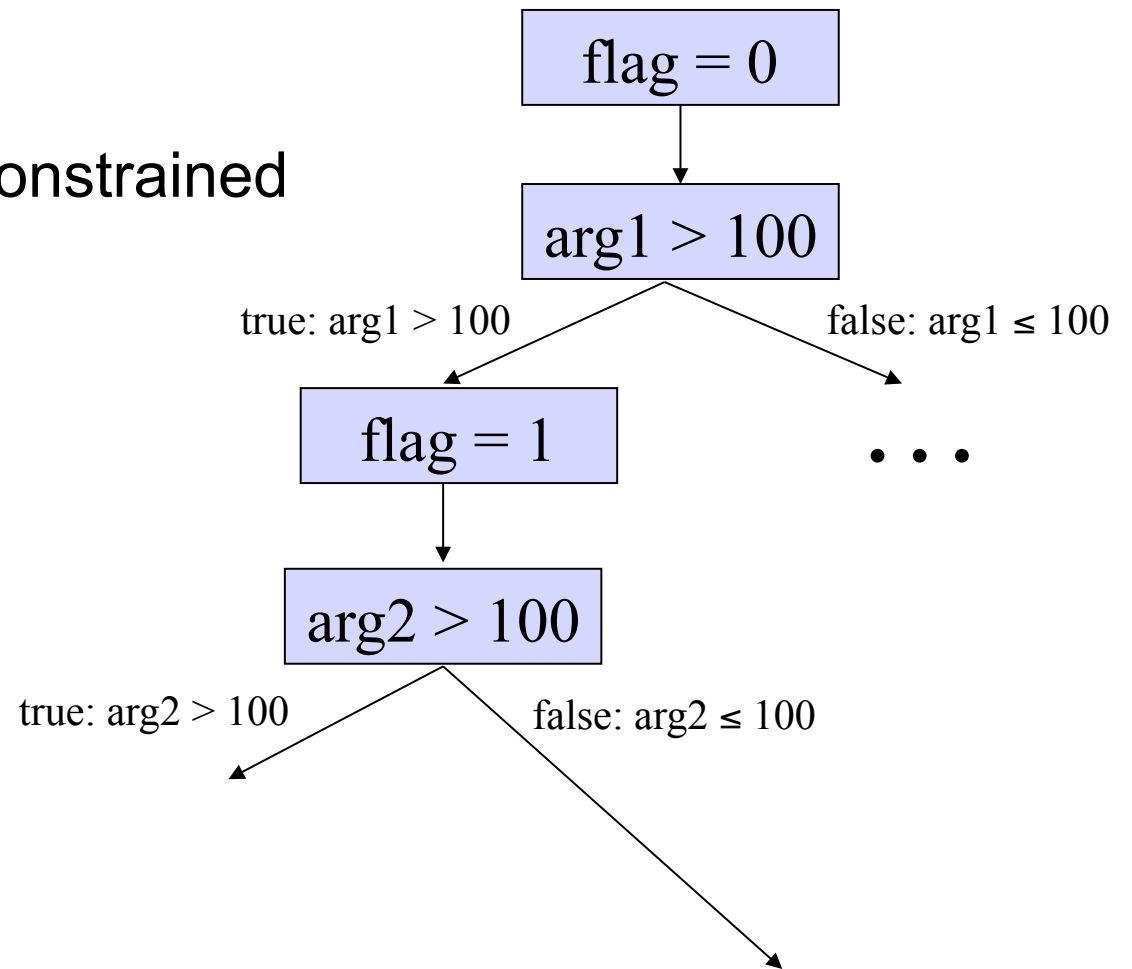 flag = 0
onstrained
arg1 > 100
true: arg1 > 100
false: arg1 ≤ 100
flag = 1
. . .
arg2 > 100
true: arg2 > 100
false: arg2 ≤ 100